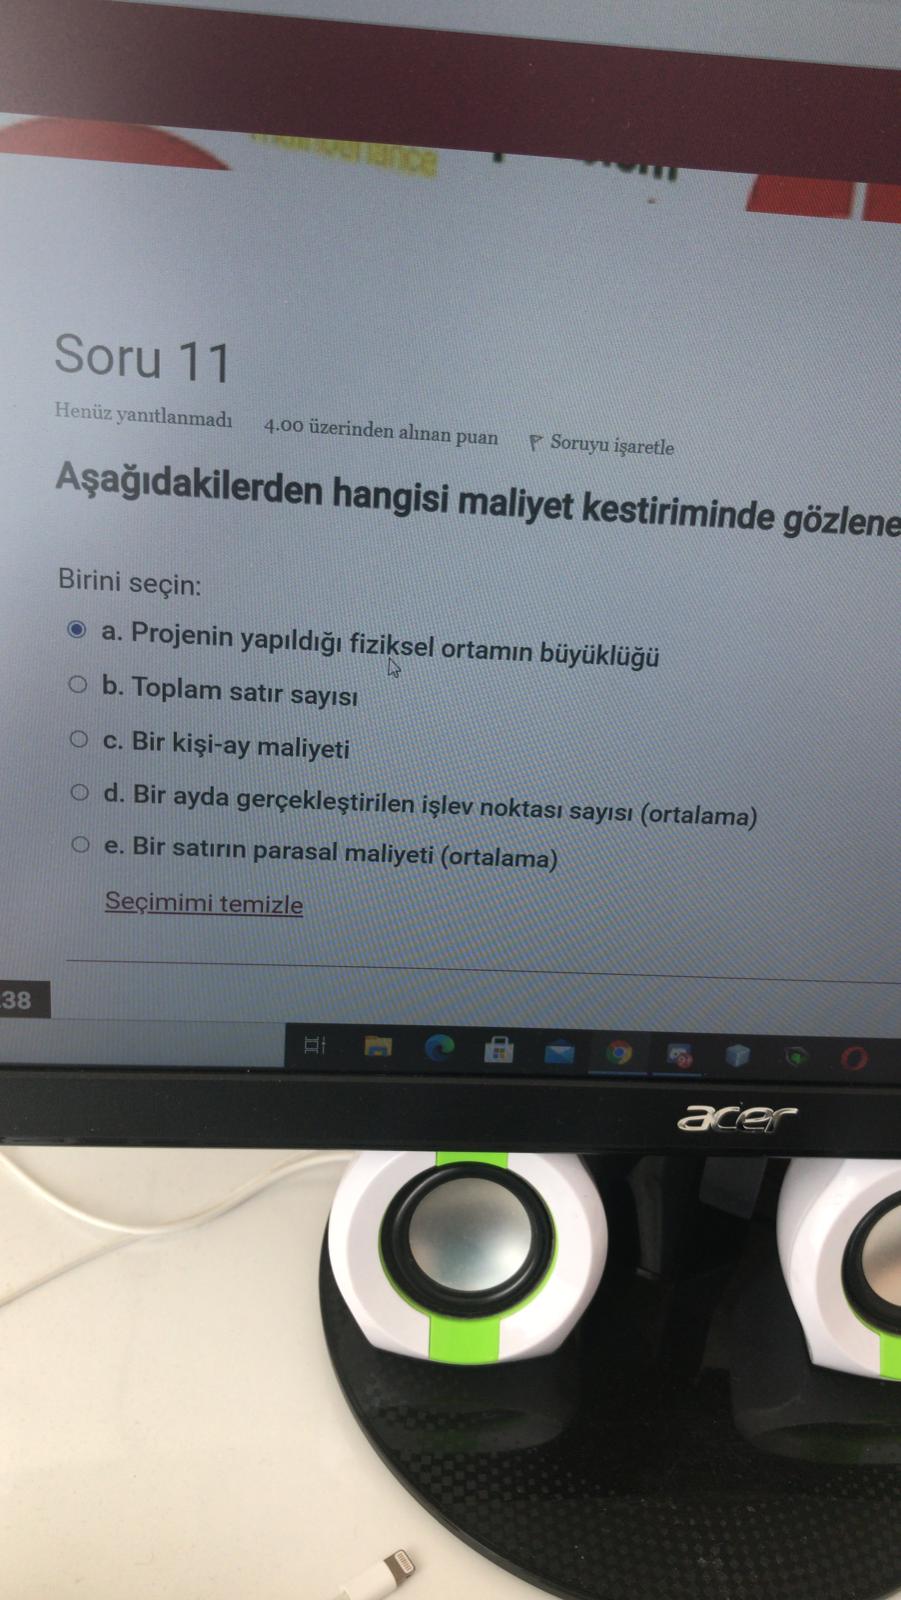 maintenance
Soru 11
Henüz yanıtlanmadı 4.00 üzerinden alınan puan Soruyu işaretle
Aşağıdakilerden hangisi maliyet kestiriminde gözlene
Birini seçin:
a. Projenin yapıldığı fiziksel ortamın büyüklüğü
b. Toplam satır sayısı
c. Bir kişi-ay maliyeti
d. Bir ayda gerçekleştirilen işlev noktası sayısı (ortalama)
e. Bir satırın parasal maliyeti (ortalama)
Seçimimi temizle
38
acer